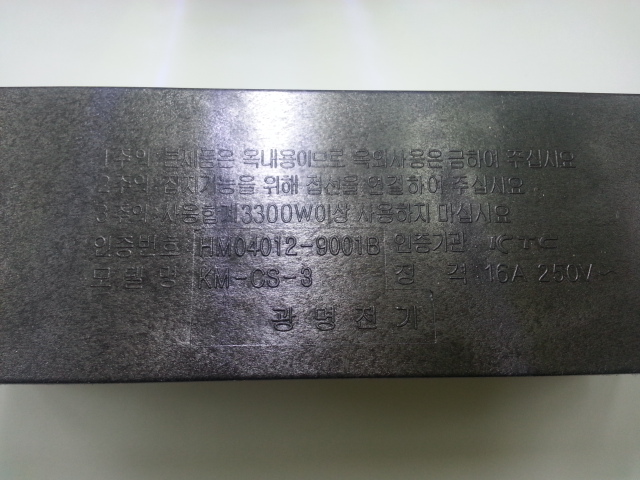 1.주의: 본제품은 옥내용이므로 옥외사용은 금하여 주십시요
2.주의: 접지기능을 위해 접선을 완결하여 주십시요
3.주의: 사용한계3300W이상 사용하지 마십시요
인증번호 HM04012-9001B 인증기관 KTC
모델명 KM-CS-3 정 격:16A 250V~
광명전기